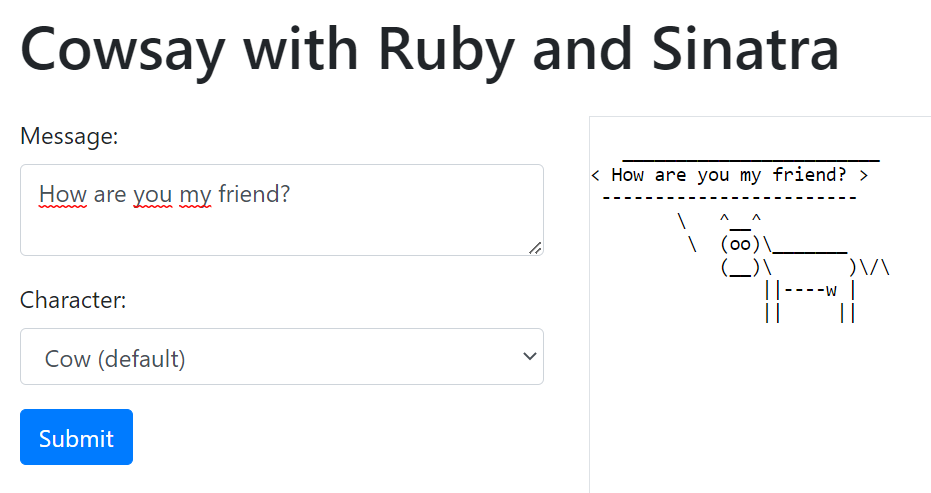 Cowsay with Ruby and Sinatra
Message:
How are you my friend?
Character:
Cow (default)
Submit
 ________________________
< How are you my friend? >
 ------------------------
        \   ^__^
         \  (oo)\_______
            (__)\       )\/\
                ||----w |
                ||     ||